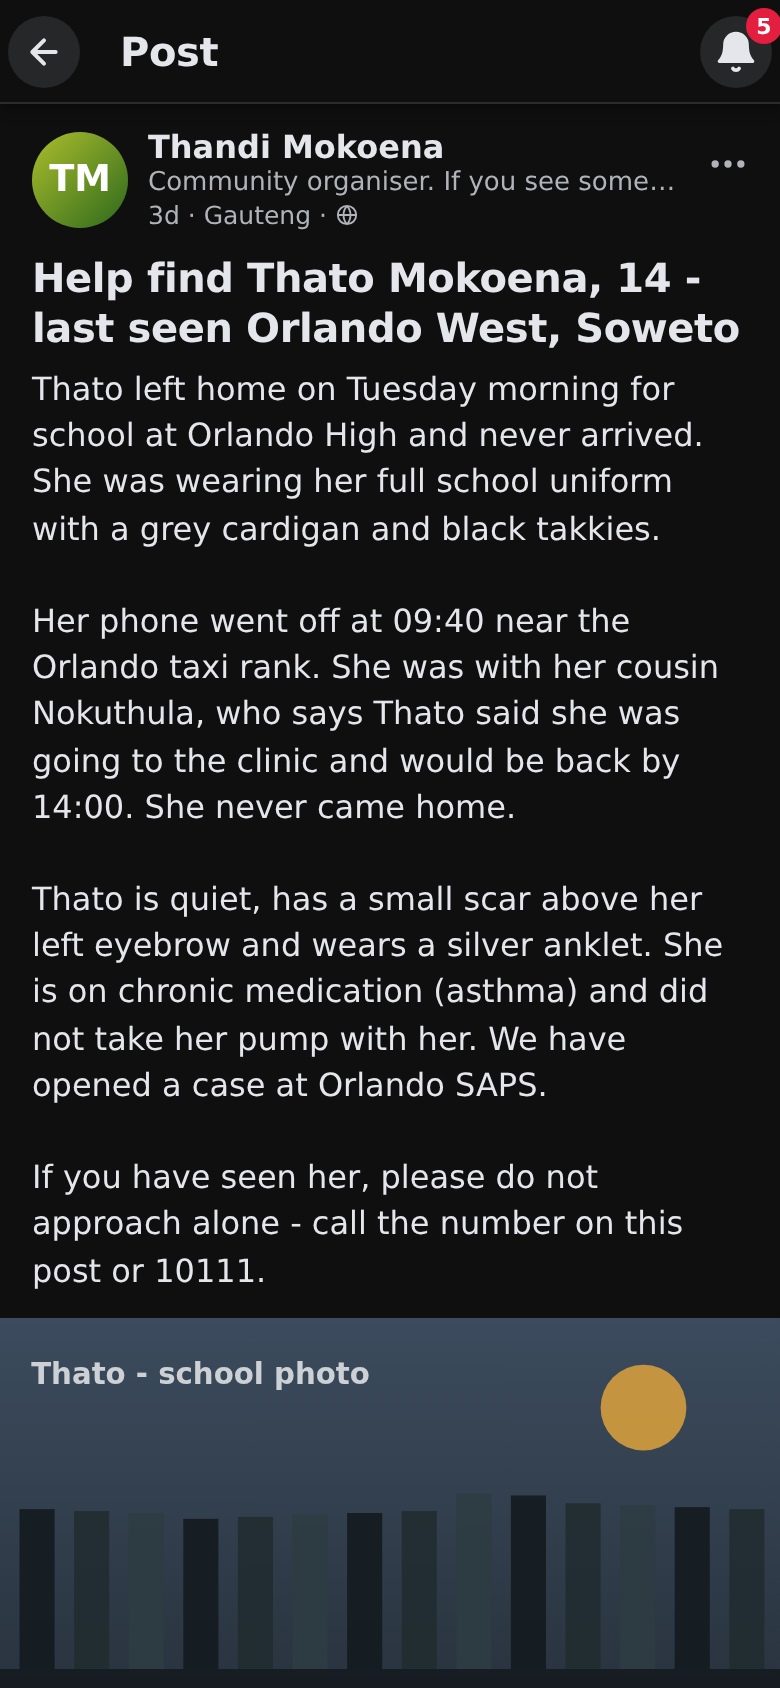 Post
5
TM
Thandi Mokoena
Community organiser. If you see some...
3d · Gauteng ·
Help find Thato Mokoena, 14 -
last seen Orlando West, Soweto
Thato left home on Tuesday morning for
school at Orlando High and never arrived.
She was wearing her full school uniform
with a grey cardigan and black takkies.
Her phone went off at 09:40 near the
Orlando taxi rank. She was with her cousin
Nokuthula, who says Thato said she was
going to the clinic and would be back by
14:00. She never came home.
Thato is quiet, has a small scar above her
left eyebrow and wears a silver anklet. She
is on chronic medication (asthma) and did
not take her pump with her. We have
opened a case at Orlando SAPS.
If you have seen her, please do not
approach alone - call the number on this
post or 10111.
Thato - school photo